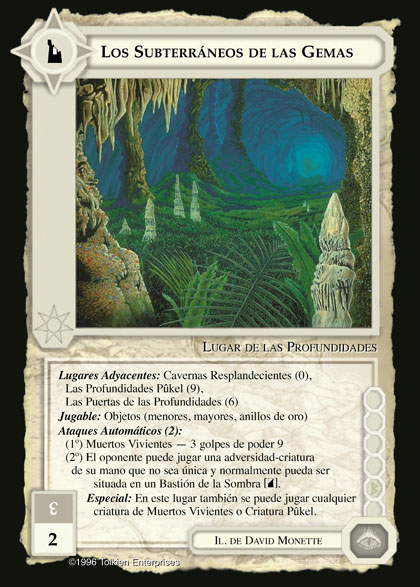 Los Subterráneos de las Gemas
Lugar de las Profundidades
Lugares Adyacentes: Cavernas Resplandecientes (0),
Las Profundidades Pûkel (9),
Las Puertas de las Profundidades (6)
Jugable: Objetos (menores, mayores, anillos de oro)
Ataques Automáticos (2):
(1º) Muertos Vivientes — 3 golpes de poder 9
(2º) El oponente puede jugar una adversidad-criatura
de su mano que no sea única y normalmente pueda ser
situada en un Bastión de la Sombra [].
Especial: En este lugar también se puede jugar cualquier
criatura de Muertos Vivientes o Criatura Pûkel.
2
Il. de David Monette
©1996 Tolkien Enterprises